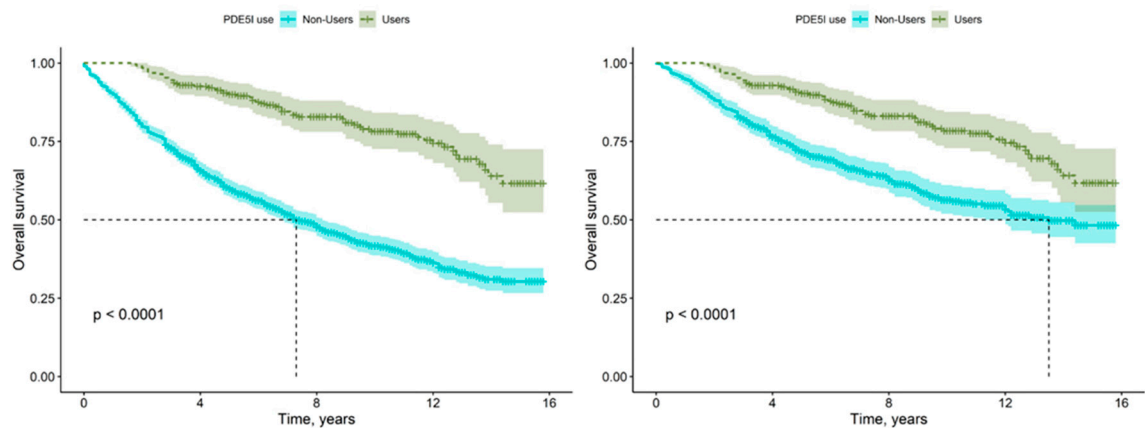 PDE5I use Non-Users Users
1.00
0.75
0.50
0.25
0.00
Overall survival
p < 0.0001
0 4 8 12 16
Time, years
PDE5I use Non-Users Users
1.00
0.75
0.50
0.25
0.00
Overall survival
p < 0.0001
0 4 8 12 16
Time, years